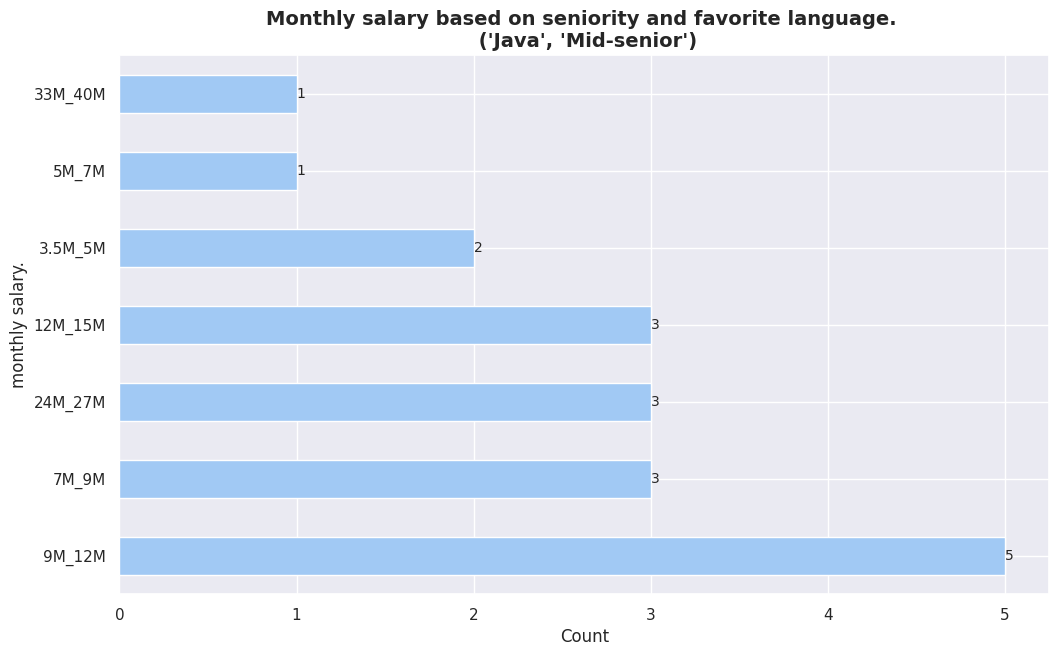 Monthly salary based on seniority and favorite language.
('Java', 'Mid-senior')
monthly salary.
33M_40M
1
5M_7M
1
3.5M_5M
2
12M_15M
3
24M_27M
3
7M_9M
3
9M_12M
5
0 1 2 3 4 5
Count